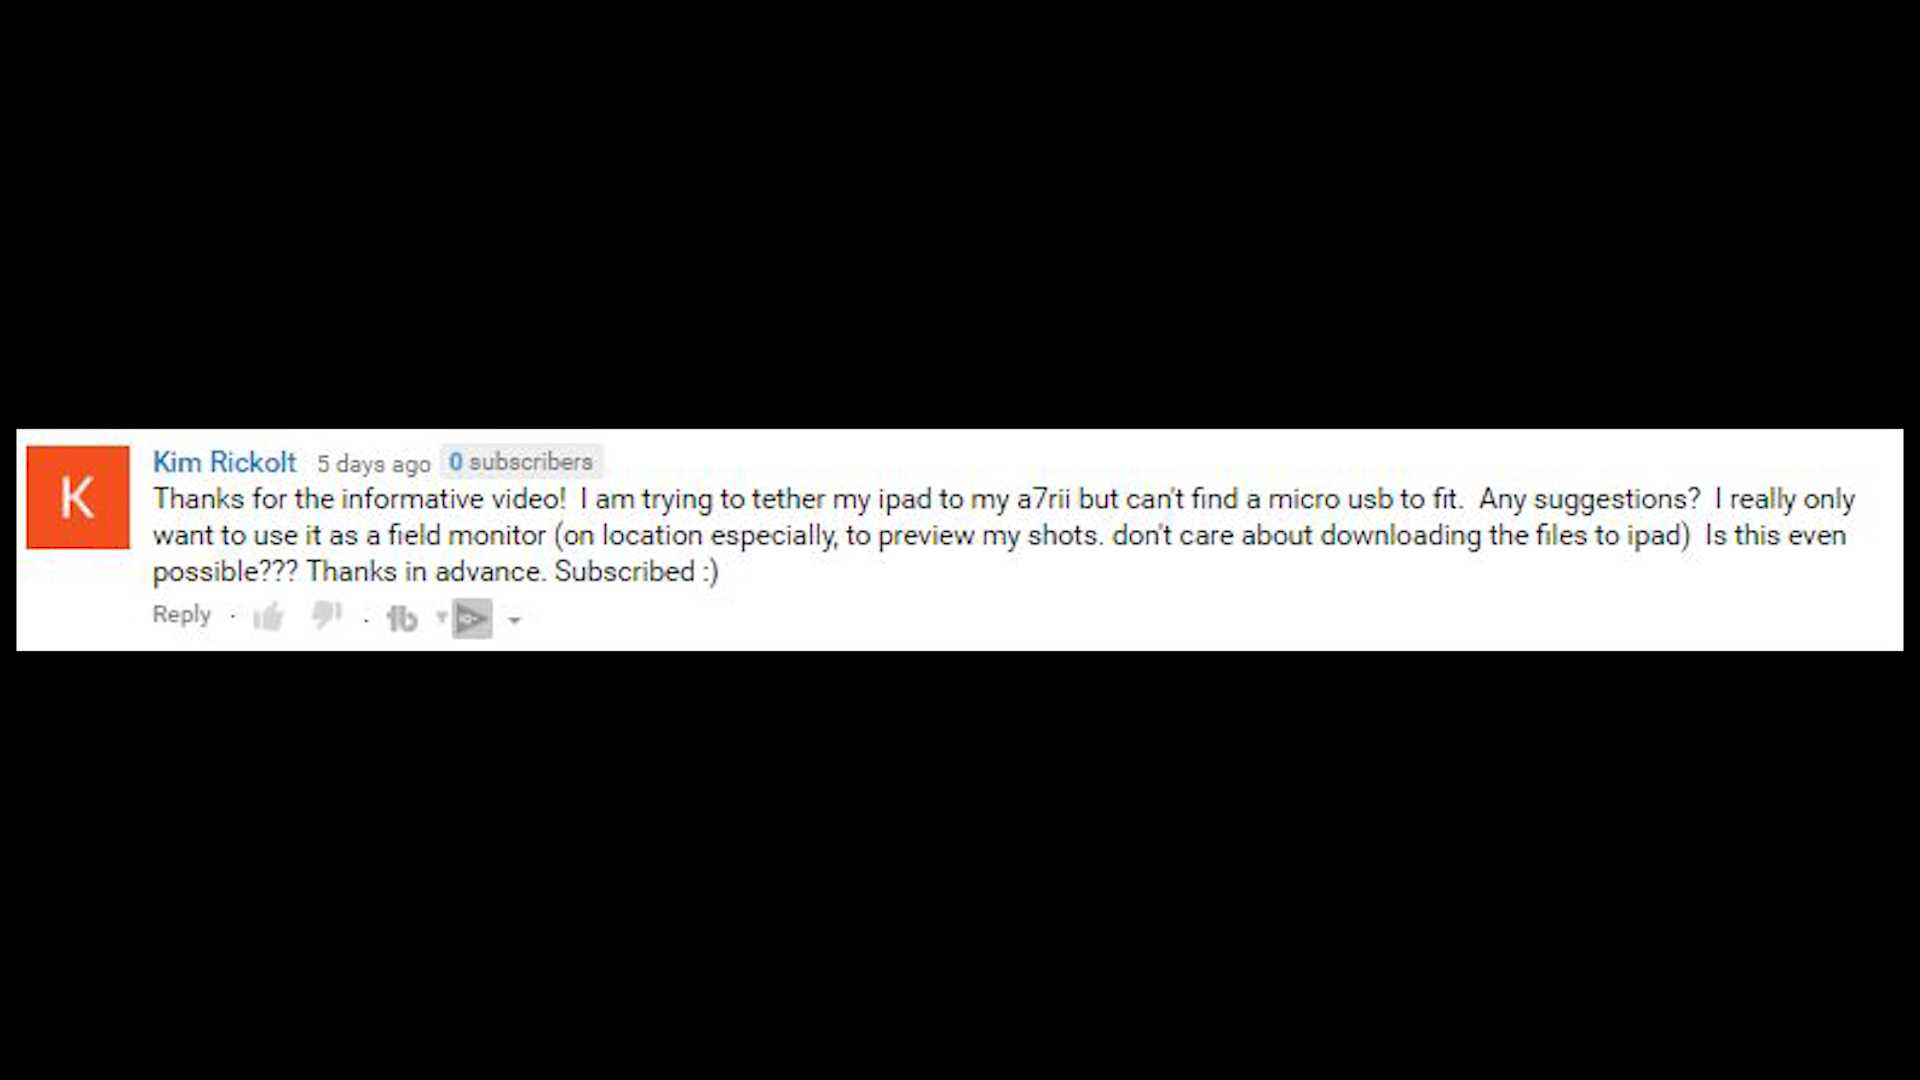 K
Kim Rickolt 5 days ago 0 subscribers
Thanks for the informative video! I am trying to tether my ipad to my a7rii but can't find a micro usb to fit. Any suggestions? I really only
want to use it as a field monitor (on location especially, to preview my shots. don't care about downloading the files to ipad) Is this even
possible??? Thanks in advance. Subscribed :)
Reply